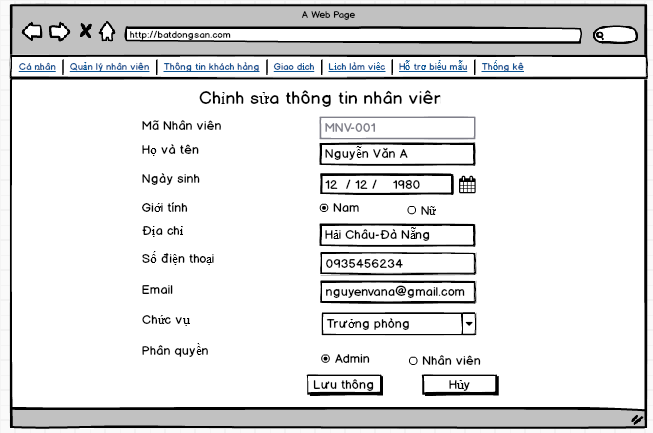 A Web Page
http://batdongsan.com
Cá nhân | Quản lý nhân viên | Thông tin khách hàng | Giao dịch | Lịch làm việc | Hỗ trợ biểu mẫu | Thống kê
Chỉnh sửa thông tin nhân viêr
Mã Nhân viên MNV-001
Họ và tên Nguyễn Văn A
Ngày sinh 12 / 12 / 1980
Giới tính Nam Nữ
Địa chỉ Hải Châu-Đà Nẵng
Số điện thoại 0935456234
Email nguyenvana@gmail.com
Chức vụ Trưởng phòng
Phân quyền Admin Nhân viên
Lưu thông Hủy